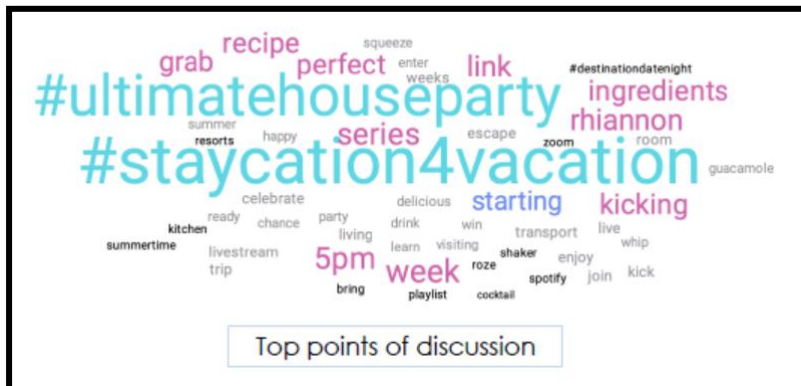 squeeze
recipe
grab perfect enter link #destinationdatenight
weeks
#ultimatehouseparty ingredients
summer rhiannon
resorts happy series escape zoom room
#staycation4vacation guacamole
celebrate delicious starting kicking
ready chance party drink win live
kitchen living transport
summertime livestream learn visiting shaker enjoy whip
trip 5pm week roze spotify join kick
bring playlist cocktail
Top points of discussion